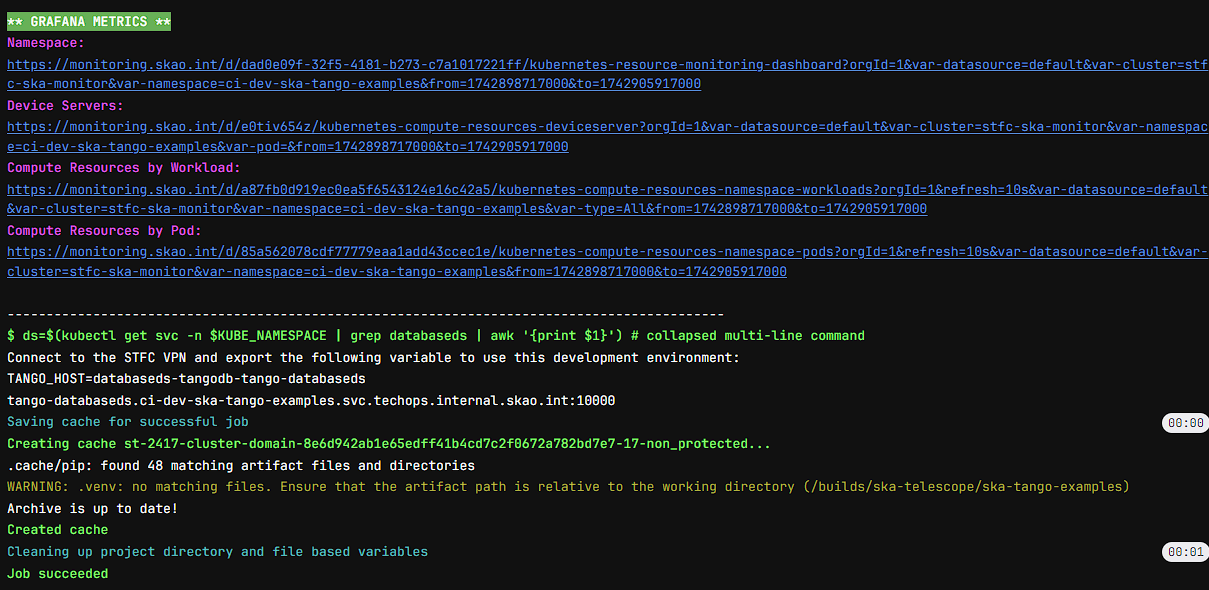 ** GRAFANA METRICS **
Namespace:
https://monitoring.skao.int/d/dad0e09f-32f5-4181-b273-c7a1017221ff/kubernetes-resource-monitoring-dashboard?orgId=1&var-datasource=default&var-cluster=stf
c-ska-monitor&var-namespace=ci-dev-ska-tango-examples&from=1742898717000&to=1742905917000
Device Servers:
https://monitoring.skao.int/d/e0tiv654z/kubernetes-compute-resources-deviceserver?orgId=1&var-datasource=default&var-cluster=stfc-ska-monitor&var-namespac
e=ci-dev-ska-tango-examples&var-pod=&from=1742898717000&to=1742905917000
Compute Resources by Workload:
https://monitoring.skao.int/d/a87fb0d919ec0ea5f6543124e16c42a5/kubernetes-compute-resources-namespace-workloads?orgId=1&refresh=10s&var-datasource=default
&var-cluster=stfc-ska-monitor&var-namespace=ci-dev-ska-tango-examples&var-type=All&from=1742898717000&to=1742905917000
Compute Resources by Pod:
https://monitoring.skao.int/d/85a562078cdf77779eaa1add43ccec1e/kubernetes-compute-resources-namespace-pods?orgId=1&refresh=10s&var-datasource=default&var-
cluster=stfc-ska-monitor&var-namespace=ci-dev-ska-tango-examples&from=1742898717000&to=1742905917000
--------------------------------------------------------------------------------------------
$ ds=$(kubectl get svc -n $KUBE_NAMESPACE | grep databaseds | awk '{print $1}') # collapsed multi-line command
Connect to the STFC VPN and export the following variable to use this development environment:
TANGO_HOST=databaseds-tangodb-tango-databaseds
tango-databaseds.ci-dev-ska-tango-examples.svc.techops.internal.skao.int:10000
Saving cache for successful job 00:00
Creating cache st-2417-cluster-domain-8e6d942ab1e65edff41b4cd7c2f0672a782bd7e7-17-non_protected...
.cache/pip: found 48 matching artifact files and directories
WARNING: .venv: no matching files. Ensure that the artifact path is relative to the working directory (/builds/ska-telescope/ska-tango-examples)
Archive is up to date!
Created cache
Cleaning up project directory and file based variables 00:01
Job succeeded